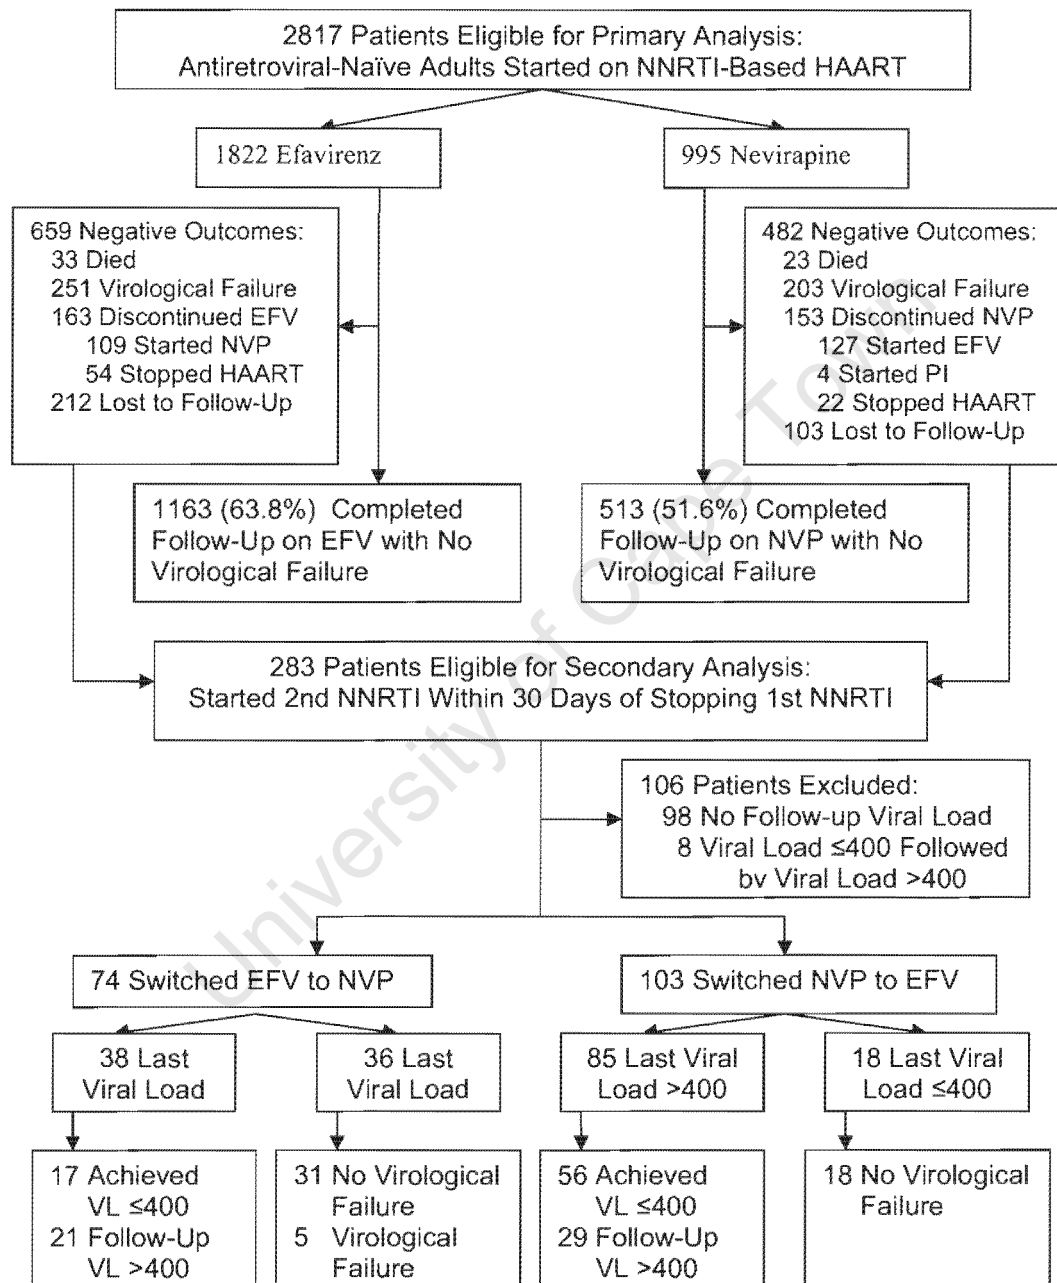 2817 Patients Eligible for Primary Analysis:
Antiretroviral-Naïve Adults Started on NNRTI-Based HAART
1822 Efavirenz
995 Nevirapine
659 Negative Outcomes:
33 Died
251 Virological Failure
163 Discontinued EFV
109 Started NVP
54 Stopped HAART
212 Lost to Follow-Up
482 Negative Outcomes:
23 Died
203 Virological Failure
153 Discontinued NVP
127 Started EFV
4 Started PI
22 Stopped HAART
103 Lost to Follow-Up
1163 (63.8%) Completed
Follow-Up on EFV with No
Virological Failure
513 (51.6%) Completed
Follow-Up on NVP with No
Virological Failure
283 Patients Eligible for Secondary Analysis:
Started 2nd NNRTI Within 30 Days of Stopping 1st NNRTI
106 Patients Excluded:
98 No Follow-up Viral Load
8 Viral Load ≤400 Followed
by Viral Load >400
74 Switched EFV to NVP
103 Switched NVP to EFV
38 Last
Viral Load
36 Last
Viral Load
85 Last Viral
Load >400
18 Last Viral
Load ≤400
17 Achieved
VL ≤400
21 Follow-Up
VL >400
31 No Virological
Failure
5 Virological
Failure
56 Achieved
VL ≤400
29 Follow-Up
VL >400
18 No Virological
Failure
University of Cape Town